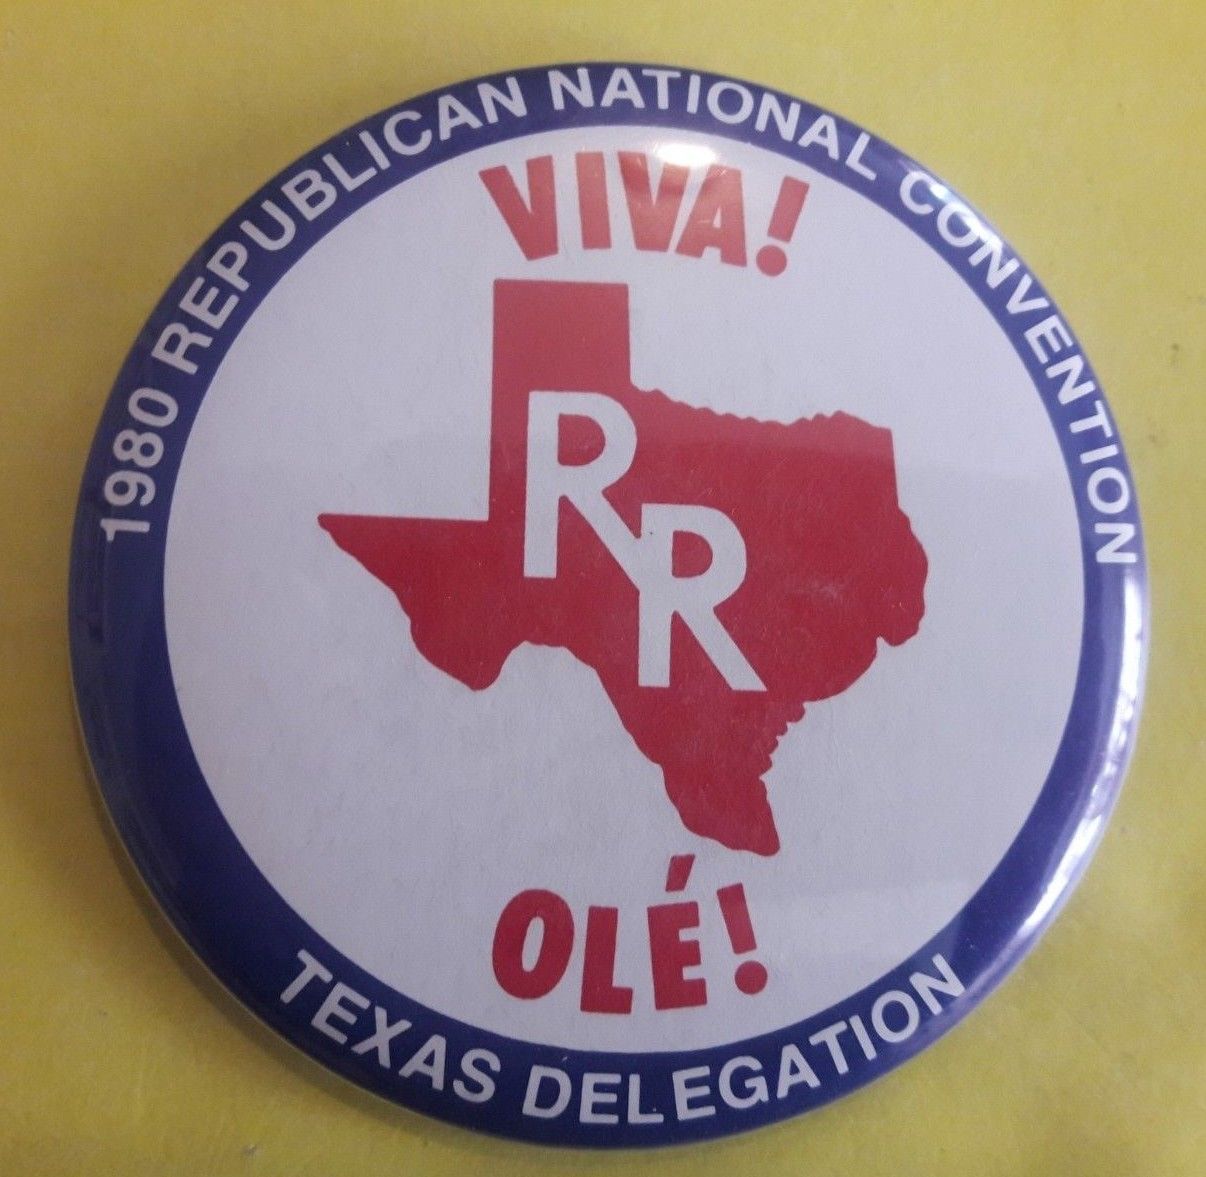 1980 REPUBLICAN NATIONAL CONVENTION
VIVA!
RR
OLÉ!
TEXAS DELEGATION